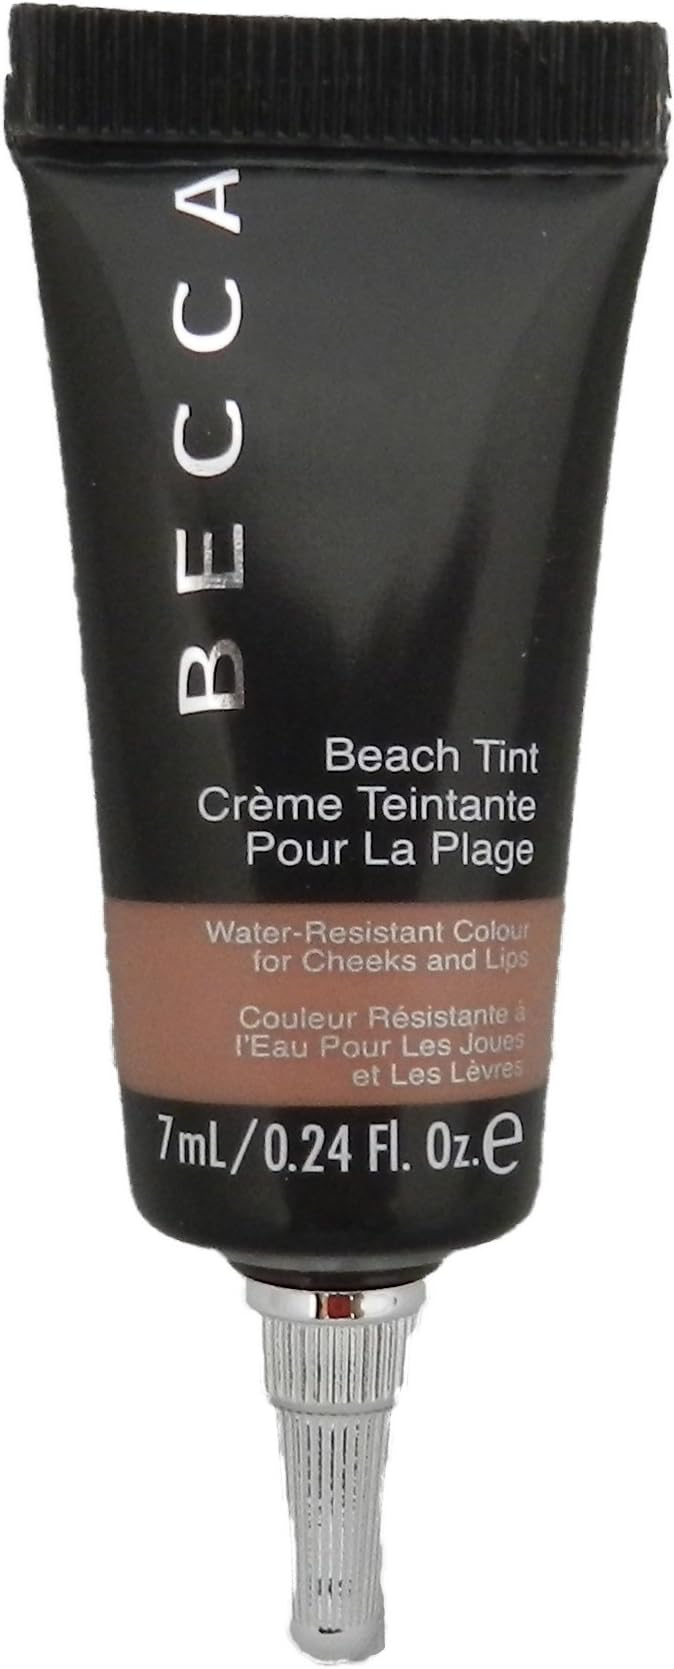 BECCA
Beach Tint
Crème Teintante
Pour La Plage
Water-Resistant Colour
for Cheeks and Lips
Couleur Résistante à
l'Eau Pour Les Joues
et Les Lèvres
7mL/0.24 Fl. Oz.℮